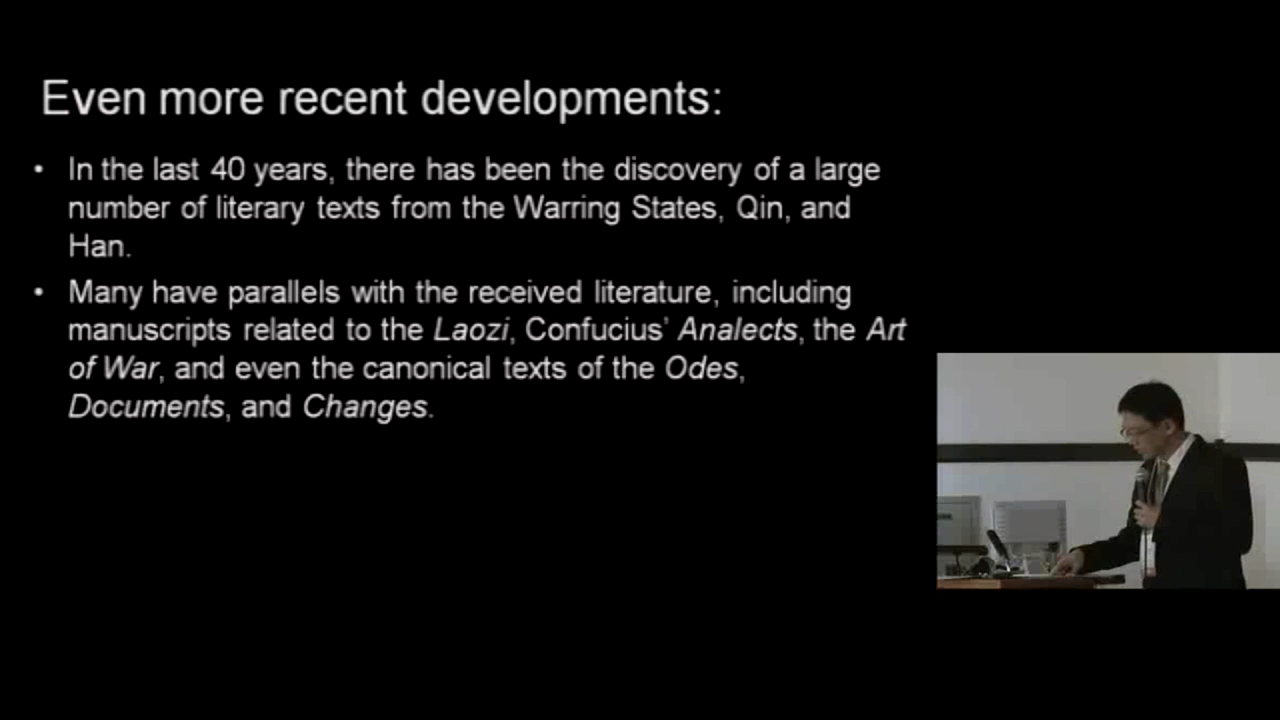 Even more recent developments:
• In the last 40 years, there has been the discovery of a large
number of literary texts from the Warring States, Qin, and
Han.
• Many have parallels with the received literature, including
manuscripts related to the Laozi, Confucius’ Analects, the Art
of War, and even the canonical texts of the Odes,
Documents, and Changes.